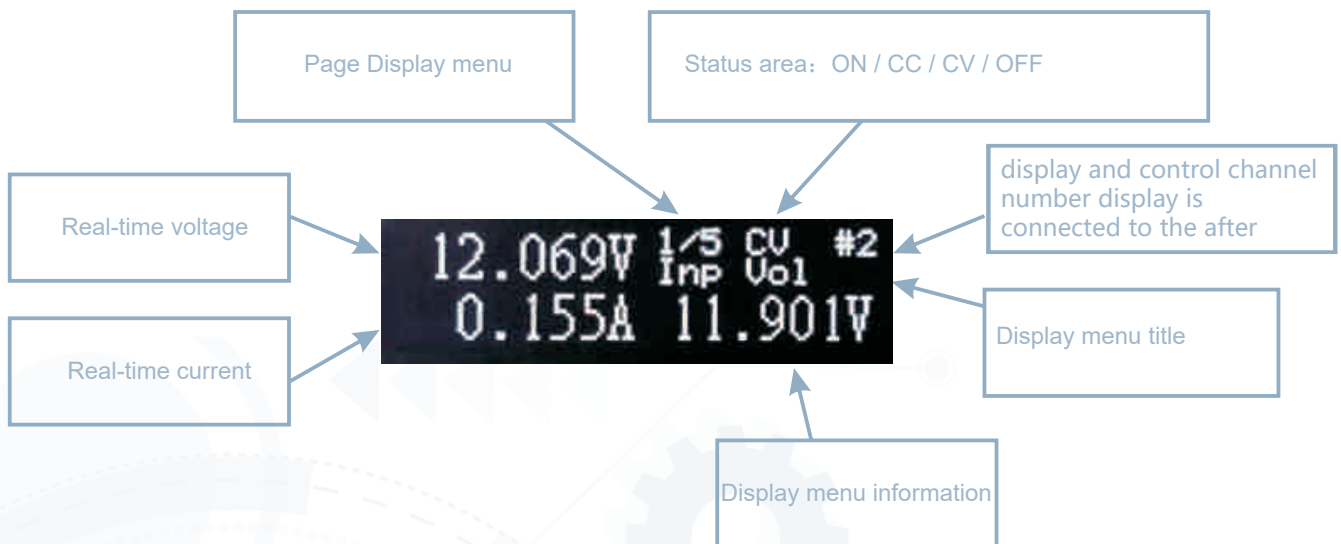 Page Display menu
Status area：ON / CC / CV / OFF
Real-time voltage
display and control channel
number display is
connected to the after
12.069V 1/5 CV #2
Inp Vol
0.155A 11.901V
Real-time current
Display menu title
Display menu information